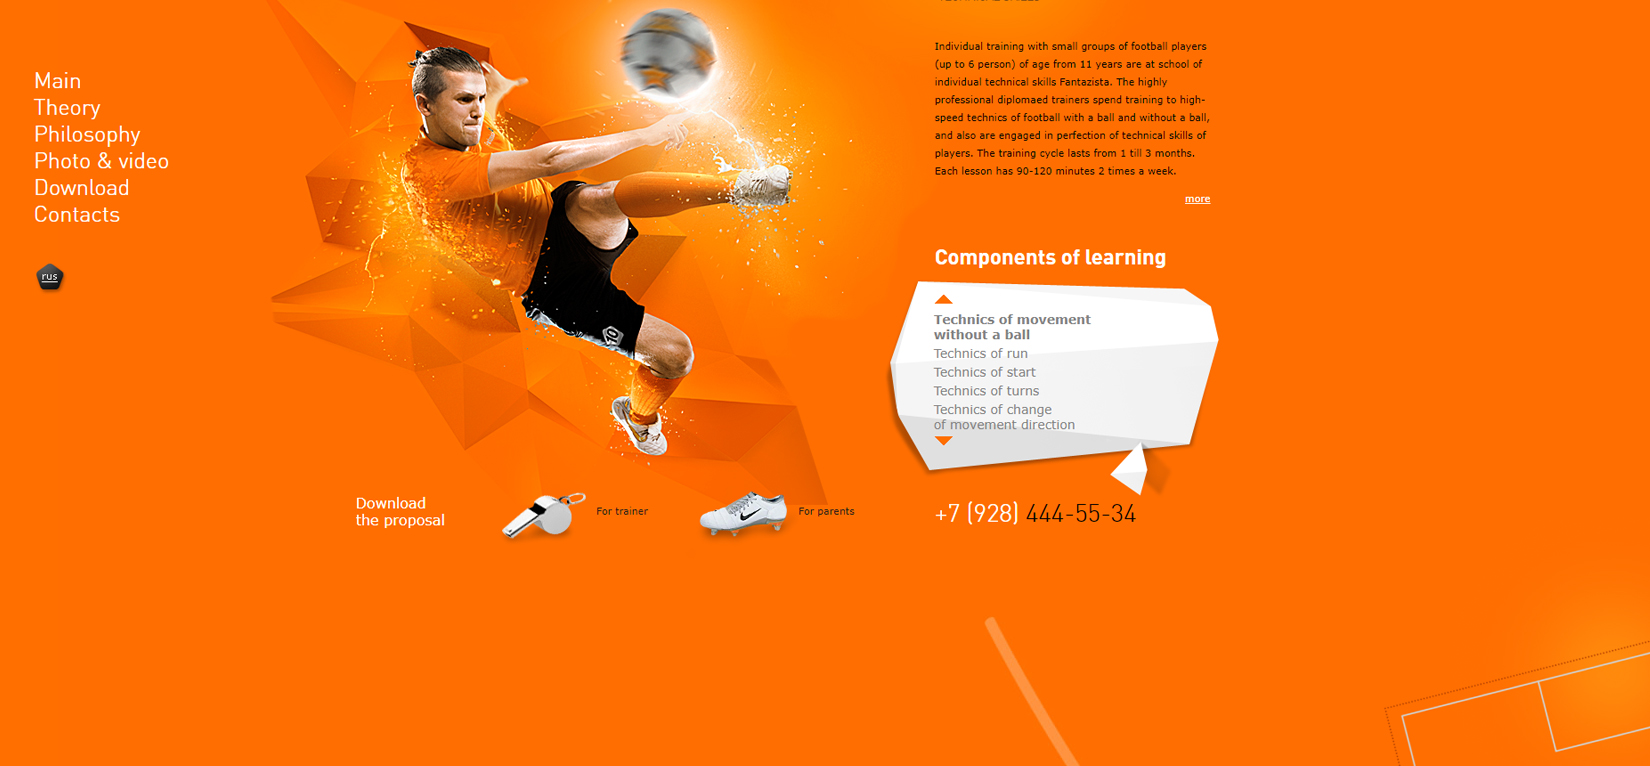 Main
Theory
Philosophy
Photo & video
Download
Contacts
rus
Individual training with small groups of football players
(up to 6 person) of age from 11 years are at school of
individual technical skills Fantazista. The highly
professional diplomaed trainers spend training to high-
speed technics of football with a ball and without a ball,
and also are engaged in perfection of technical skills of
players. The training cycle lasts from 1 till 3 months.
Each lesson has 90-120 minutes 2 times a week.
more
Components of learning
Technics of movement
without a ball
Technics of run
Technics of start
Technics of turns
Technics of change
of movement direction
10
Download
the proposal
For trainer
For parents
+7 (928) 444-55-34